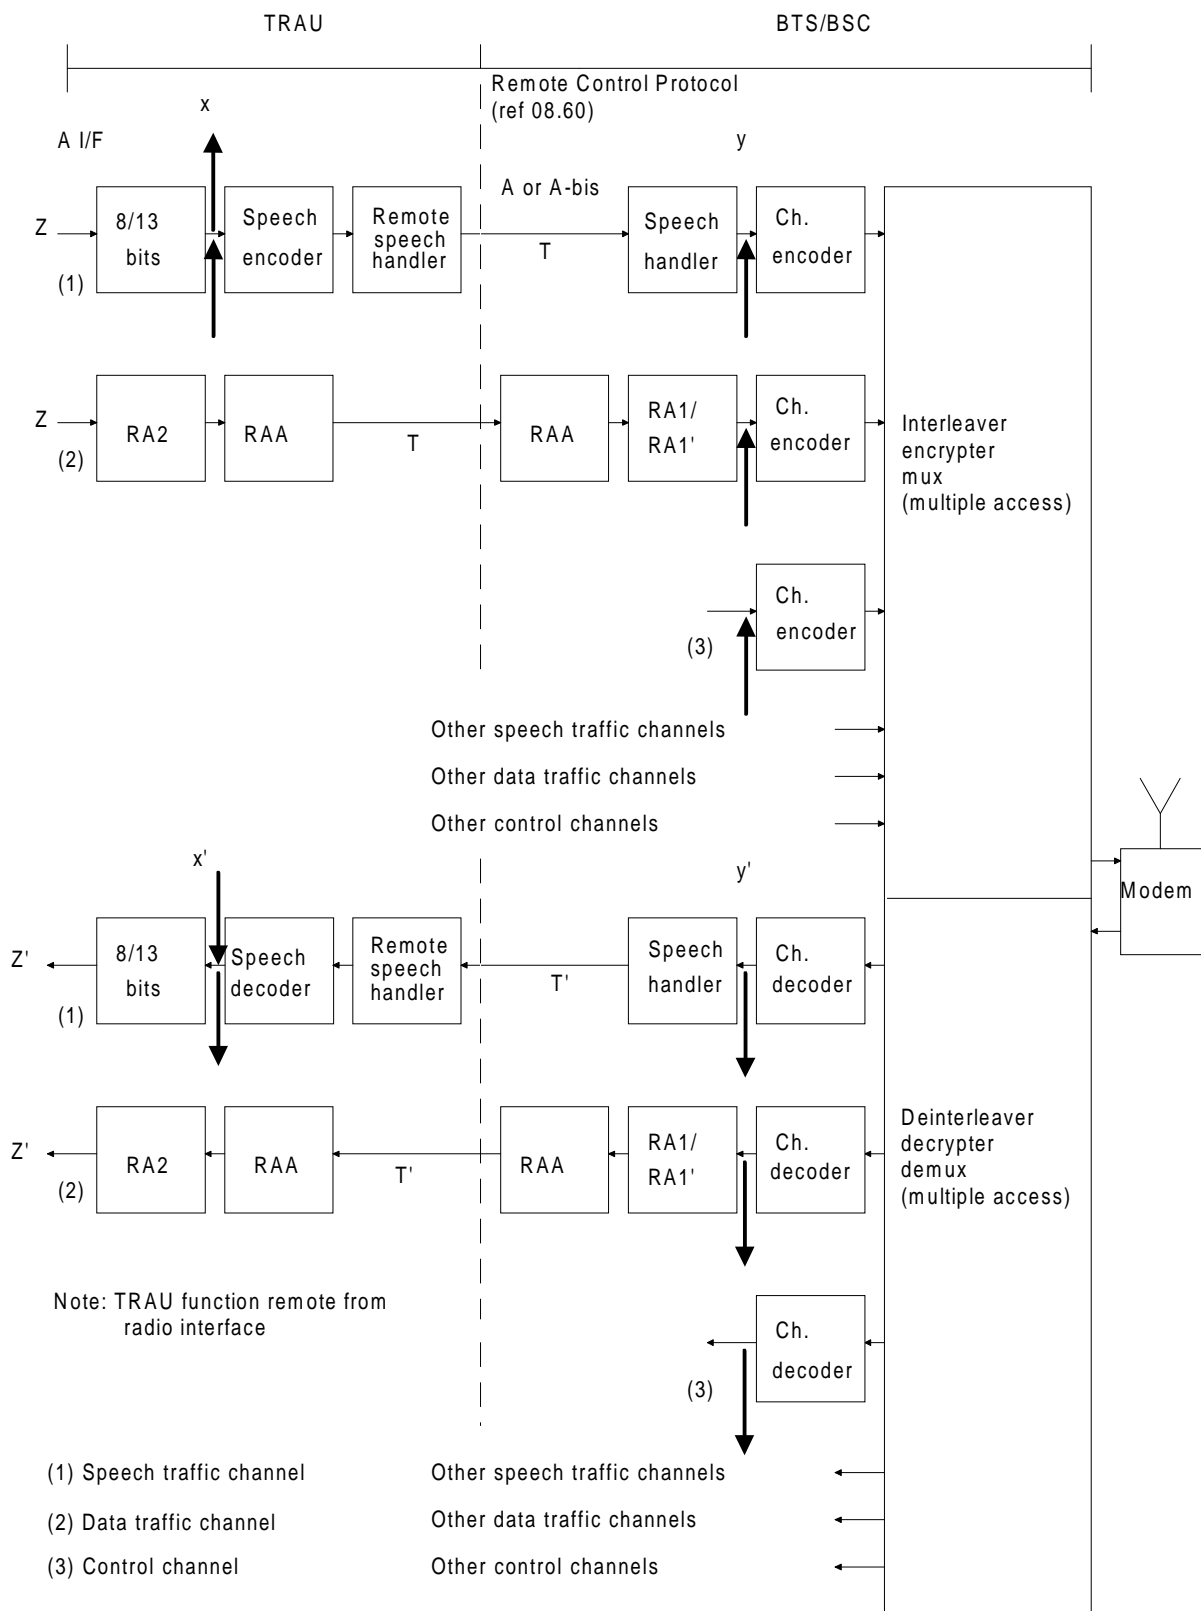 TRAU
BTS/BSC
Remote Control Protocol
(ref 08.60)
x
A I/F
y
A or A-bis
Z
8/13
bits
Speech
encoder
Remote
speech
handler
T
Speech
handler
Ch.
encoder
(1)
Z
RA2
RAA
T
RAA
RA1/
RA1'
Ch.
encoder
(2)
Interleaver
encrypter
mux
(multiple access)
Ch.
encoder
(3)
Other speech traffic channels
Other data traffic channels
Other control channels
x'
y'
Modem
Z'
8/13
bits
Speech
decoder
Remote
speech
handler
T'
Speech
handler
Ch.
decoder
(1)
Z'
RA2
RAA
T'
RAA
RA1/
RA1'
Ch.
decoder
(2)
Deinterleaver
decrypter
demux
(multiple access)
Note: TRAU function remote from
radio interface
Ch.
decoder
(3)
(1) Speech traffic channel
Other speech traffic channels
(2) Data traffic channel
Other data traffic channels
(3) Control channel
Other control channels